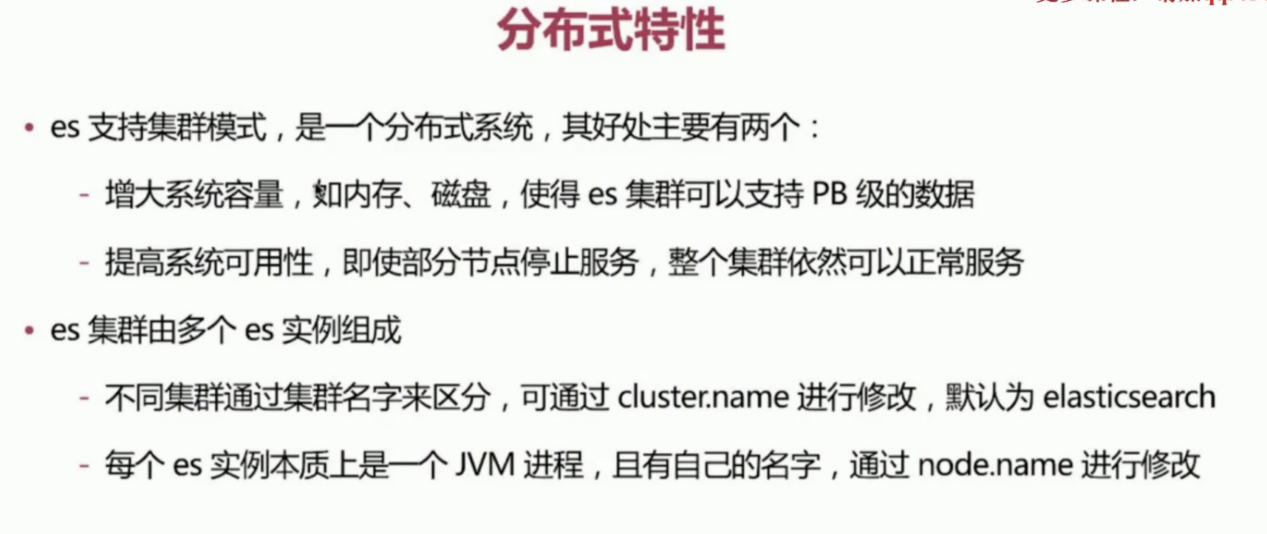 分布式特性
• es 支持集群模式，是一个分布式系统，其好处主要有两个：
- 增大系统容量，如内存、磁盘，使得 es 集群可以支持 PB 级的数据
- 提高系统可用性，即使部分节点停止服务，整个集群依然可以正常服务
• es 集群由多个 es 实例组成
- 不同集群通过集群名字来区分，可通过 cluster.name 进行修改，默认为 elasticsearch
- 每个 es 实例本质上是一个 JVM 进程，且有自己的名字，通过 node.name 进行修改